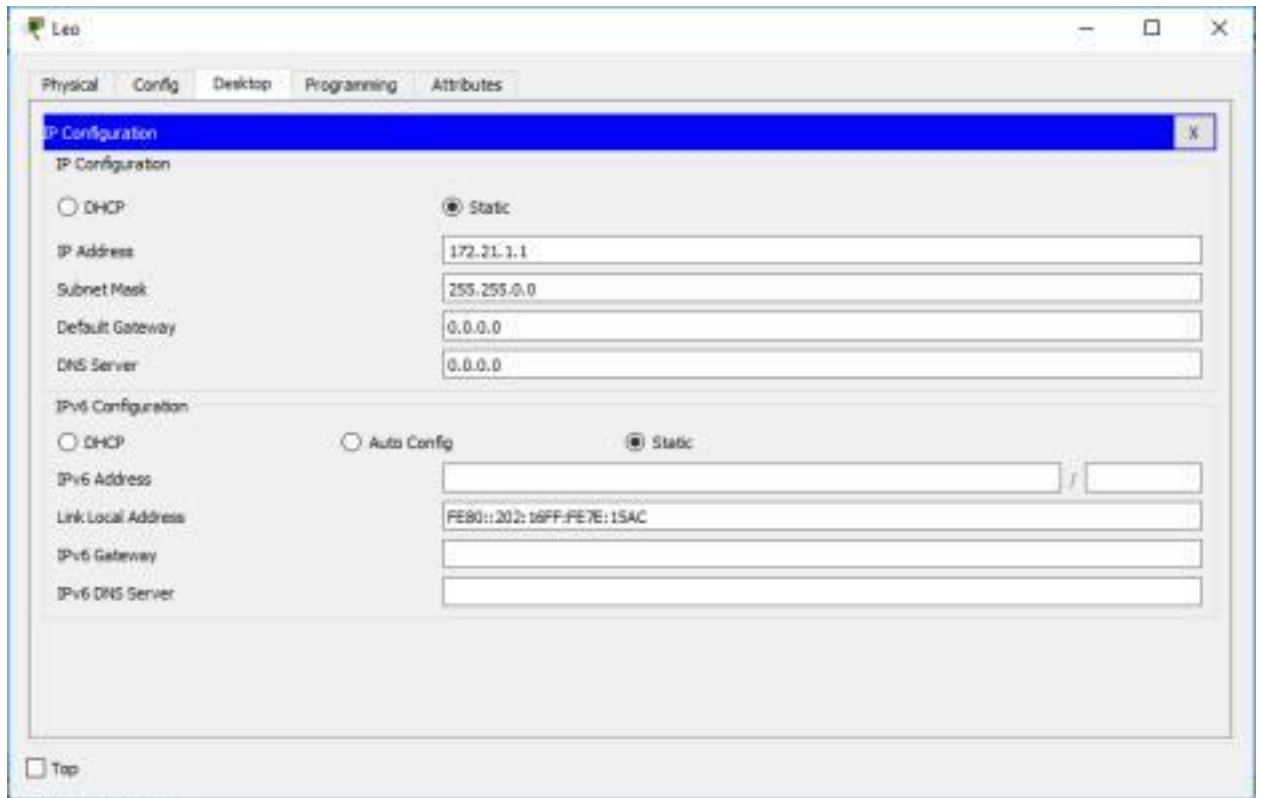 Leo
Physical Config Desktop Programming Attributes
IP Configuration X
IP Configuration
DHCP Static
IP Address 172.21.1.1
Subnet Mask 255.255.0.0
Default Gateway 0.0.0.0
DNS Server 0.0.0.0
IPv6 Configuration
DHCP Auto Config Static
IPv6 Address /
Link Local Address FE80::202:16FF:FE7E:15AC
IPv6 Gateway
IPv6 DNS Server
Top